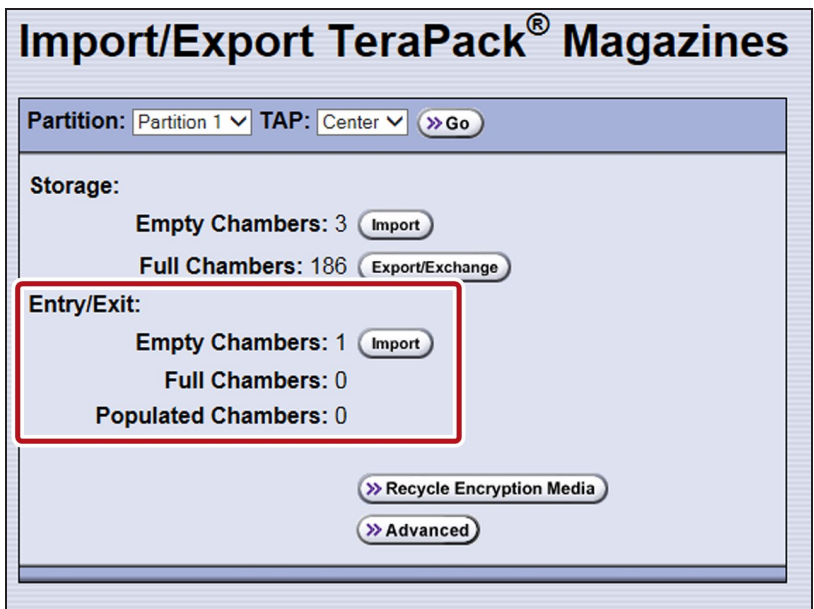 Import/Export TeraPack® Magazines
Partition: Partition 1 TAP: Center Go
Storage:
Empty Chambers: 3 Import
Full Chambers: 186 Export/Exchange
Entry/Exit:
Empty Chambers: 1 Import
Full Chambers: 0
Populated Chambers: 0
Recycle Encryption Media
Advanced